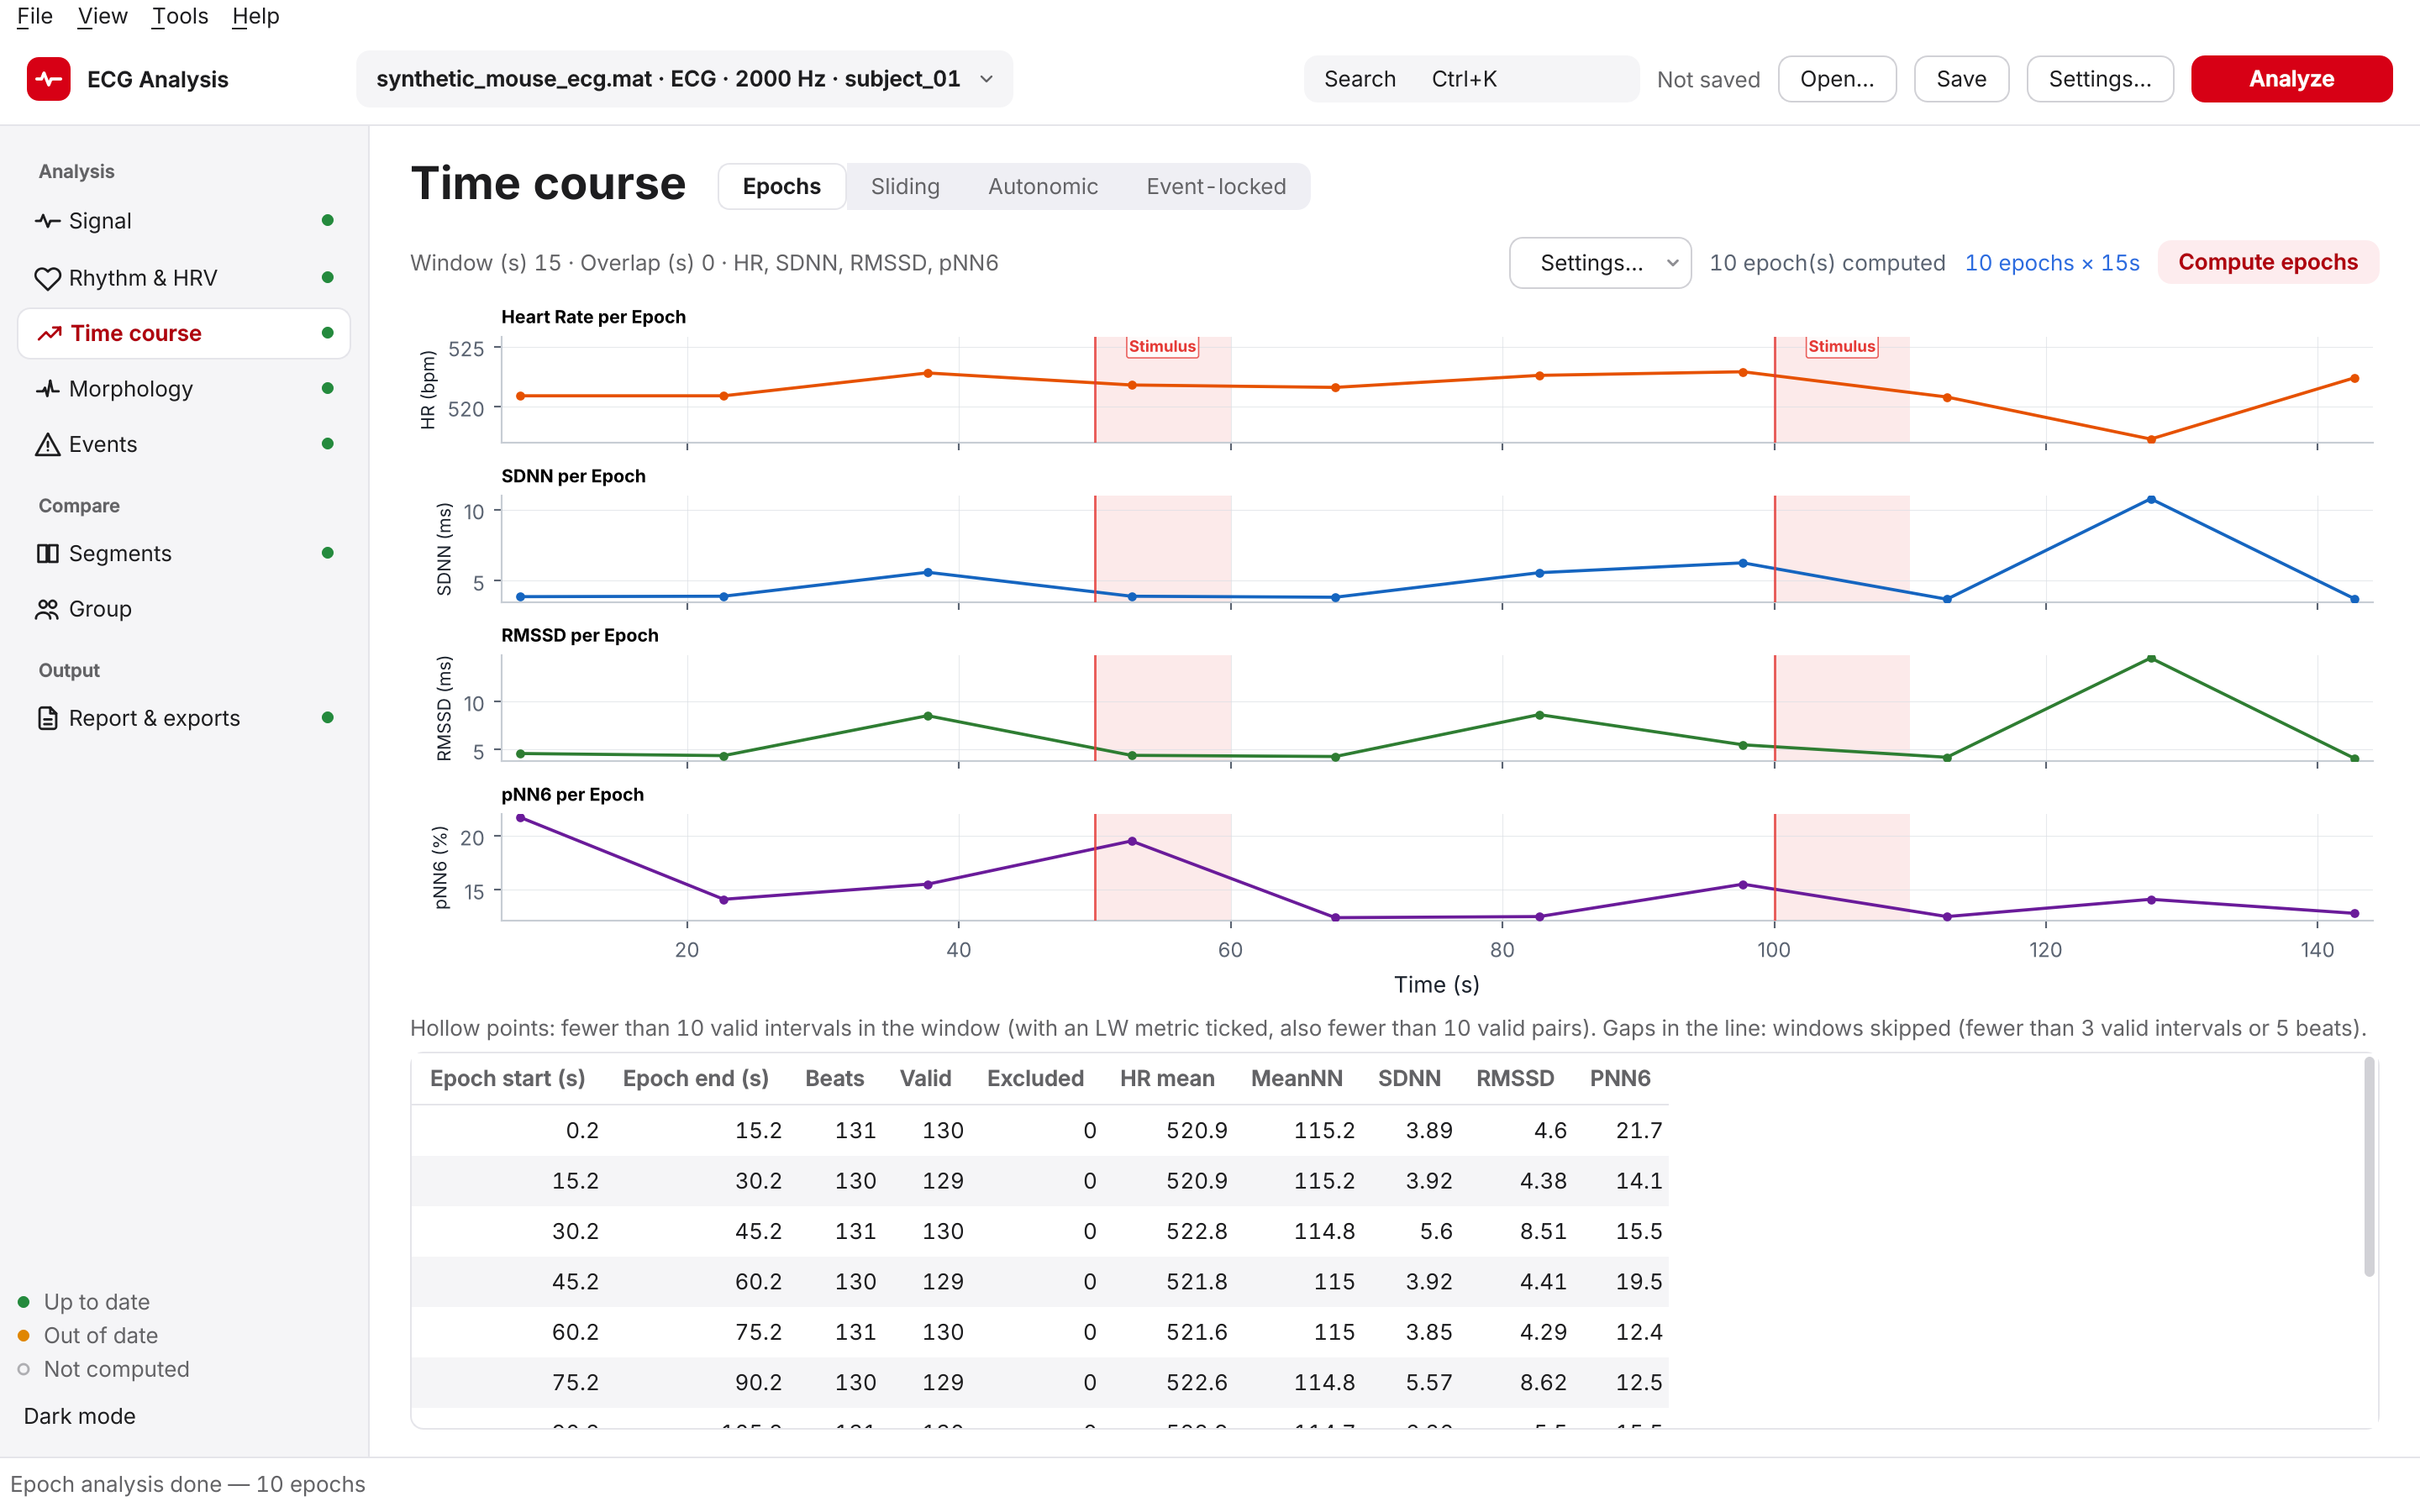 File View Tools Help
ECG Analysis
synthetic_mouse_ecg.mat · ECG · 2000 Hz · subject_01
Search Ctrl+K
Not saved
Open...
Save
Settings...
Analyze
Analysis
Signal
Rhythm & HRV
Time course
Morphology
Events
Compare
Segments
Group
Output
Report & exports
Up to date
Out of date
Not computed
Dark mode
Time course
Epochs Sliding Autonomic Event-locked
Window (s) 15 · Overlap (s) 0 · HR, SDNN, RMSSD, pNN6
Settings...
10 epoch(s) computed
10 epochs × 15s
Compute epochs
Heart Rate per Epoch
HR (bpm)
525
520
Stimulus
Stimulus
SDNN per Epoch
SDNN (ms)
10
5
RMSSD per Epoch
RMSSD (ms)
10
5
pNN6 per Epoch
pNN6 (%)
20
15
20 40 60 80 100 120 140
Time (s)
Hollow points: fewer than 10 valid intervals in the window (with an LW metric ticked, also fewer than 10 valid pairs). Gaps in the line: windows skipped (fewer than 3 valid intervals or 5 beats).
Epoch start (s) Epoch end (s) Beats Valid Excluded HR mean MeanNN SDNN RMSSD PNN6
0.2 15.2 131 130 0 520.9 115.2 3.89 4.6 21.7
15.2 30.2 130 129 0 520.9 115.2 3.92 4.38 14.1
30.2 45.2 131 130 0 522.8 114.8 5.6 8.51 15.5
45.2 60.2 130 129 0 521.8 115 3.92 4.41 19.5
60.2 75.2 131 130 0 521.6 115 3.85 4.29 12.4
75.2 90.2 130 129 0 522.6 114.8 5.57 8.62 12.5
Epoch analysis done — 10 epochs